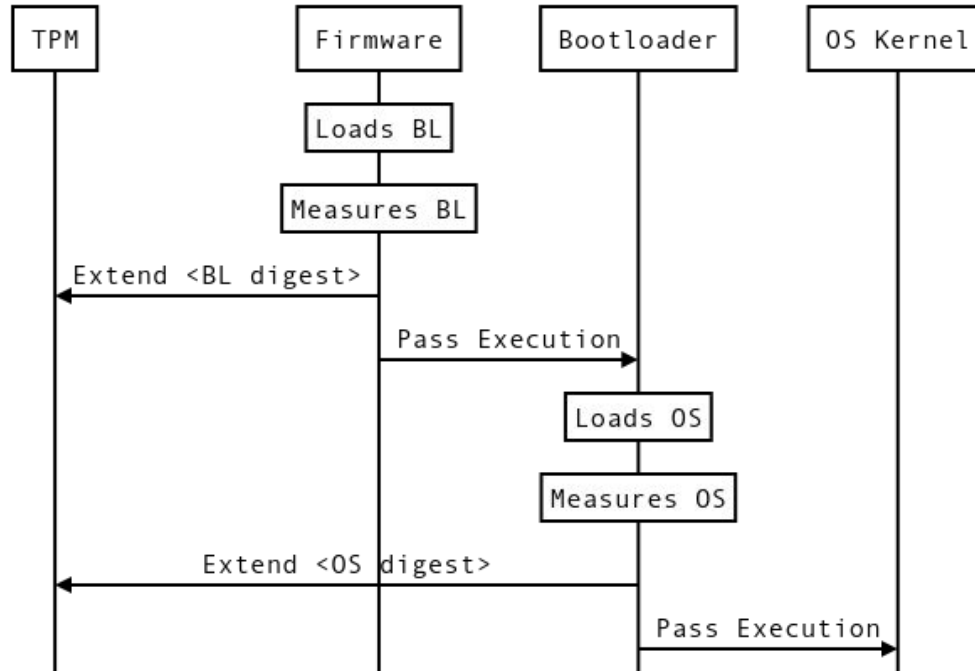 TPM
Firmware
Bootloader
OS Kernel
Loads BL
Measures BL
Extend <BL digest>
Pass Execution
Loads OS
Measures OS
Extend <OS digest>
Pass Execution